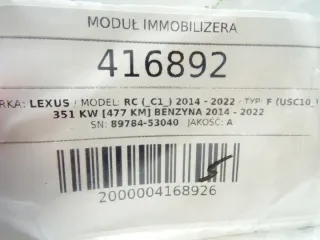 MODUŁ IMMOBILIZERA
416892
RKA: LEXUS / MODEL: RC (_C1_) 2014 - 2022 - TYP: F (USC10_)
351 KW [477 KM] BENZYNA 2014 - 2022
SN: 89784-53040 JAKOŚĆ: A
2000004168926